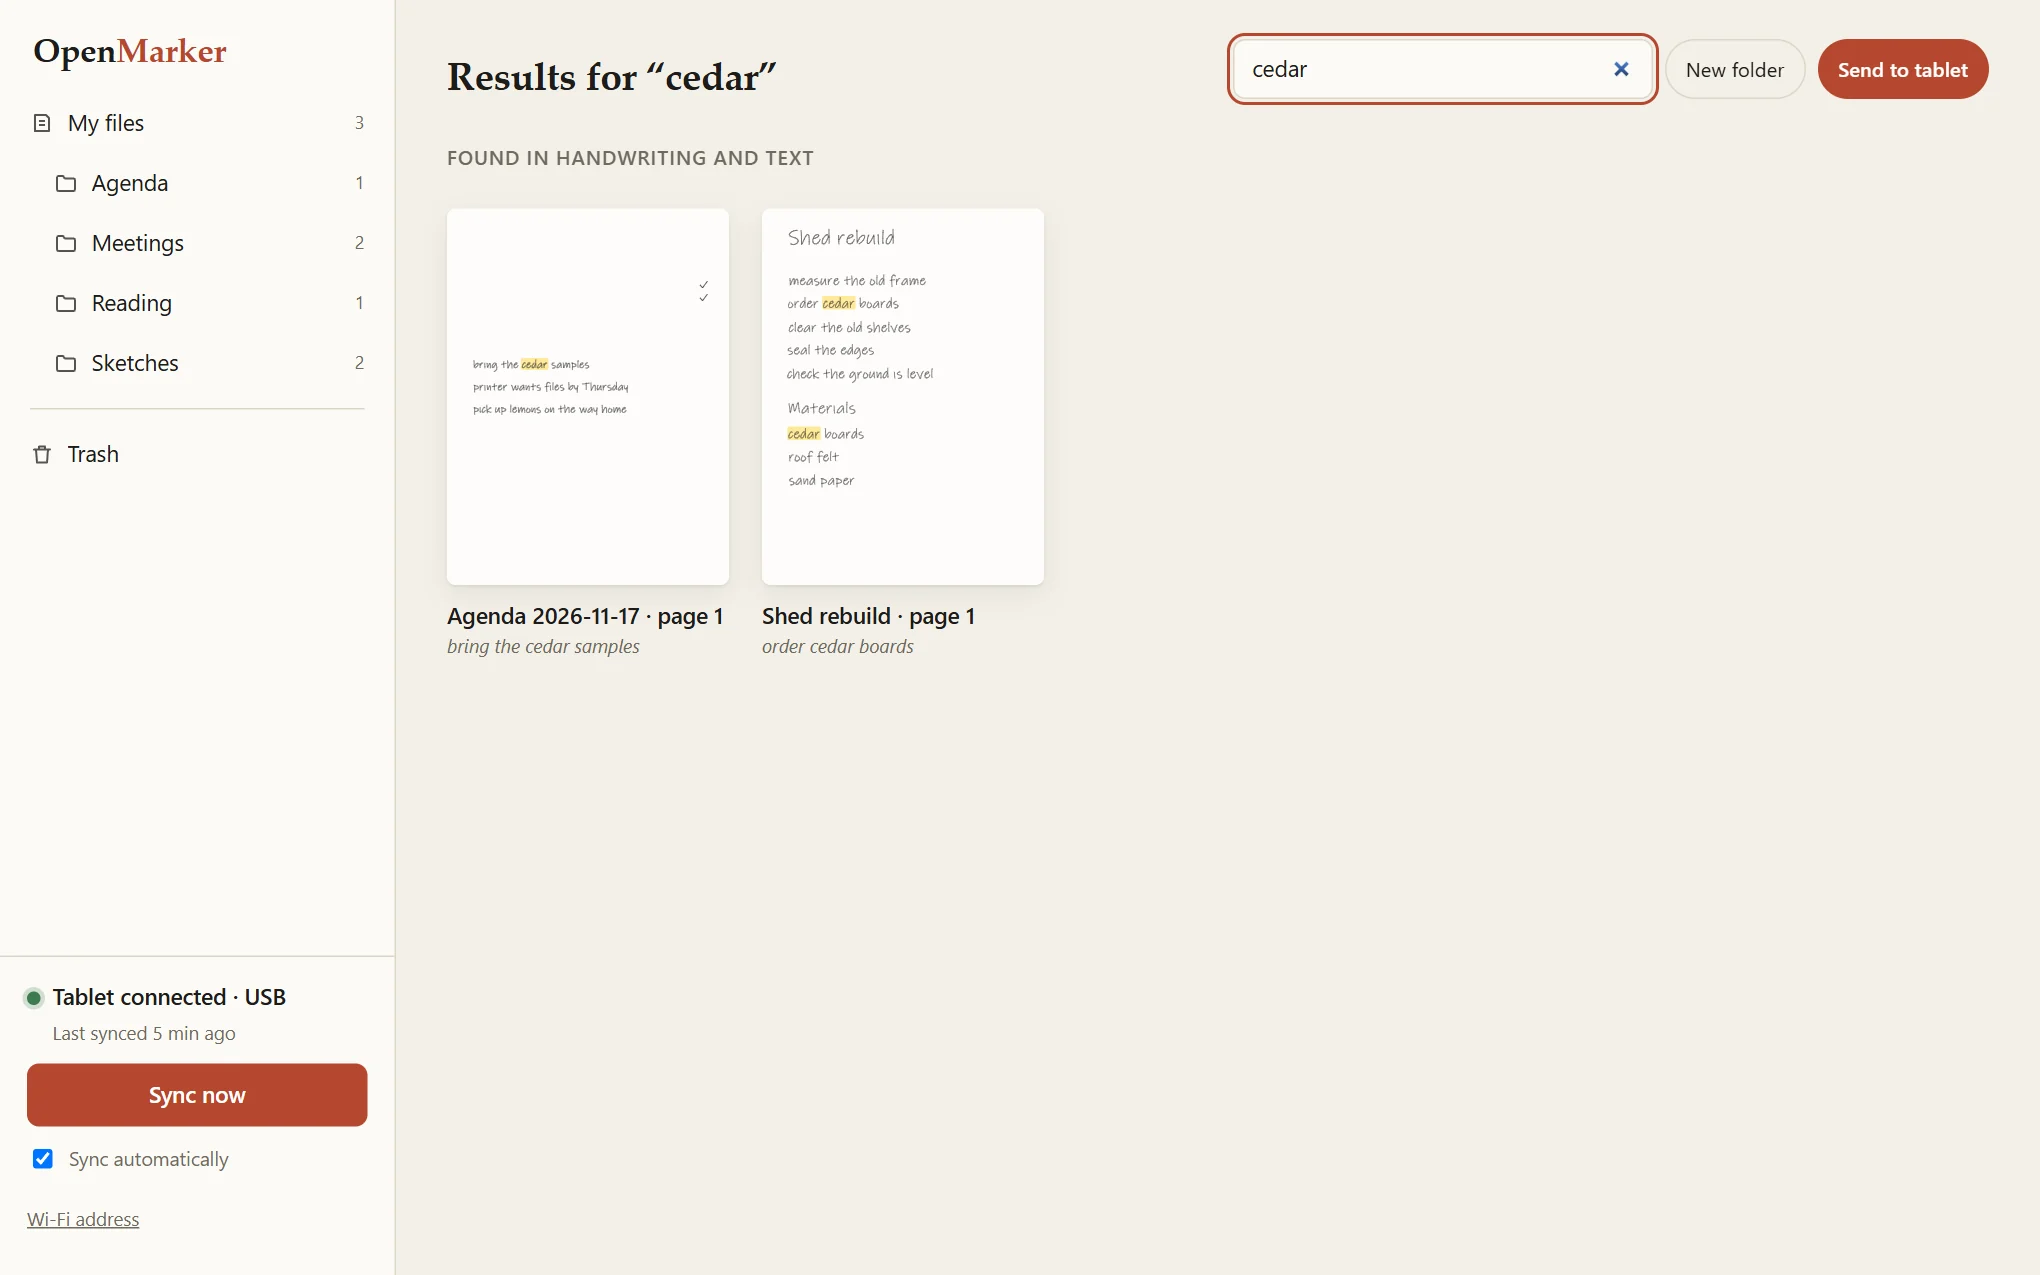 OpenMarker
My files 3
Agenda 1
Meetings 2
Reading 1
Sketches 2
Trash
Tablet connected · USB
Last synced 5 min ago
Sync now
Sync automatically
Wi-Fi address
Results for “cedar”
cedar
New folder
Send to tablet
FOUND IN HANDWRITING AND TEXT
bring the cedar samples
printer wants files by Thursday
pick up lemons on the way home
Agenda 2026-11-17 · page 1
bring the cedar samples
Shed rebuild
measure the old frame
order cedar boards
clear the old shelves
seal the edges
check the ground is level
Materials
cedar boards
roof felt
sand paper
Shed rebuild · page 1
order cedar boards